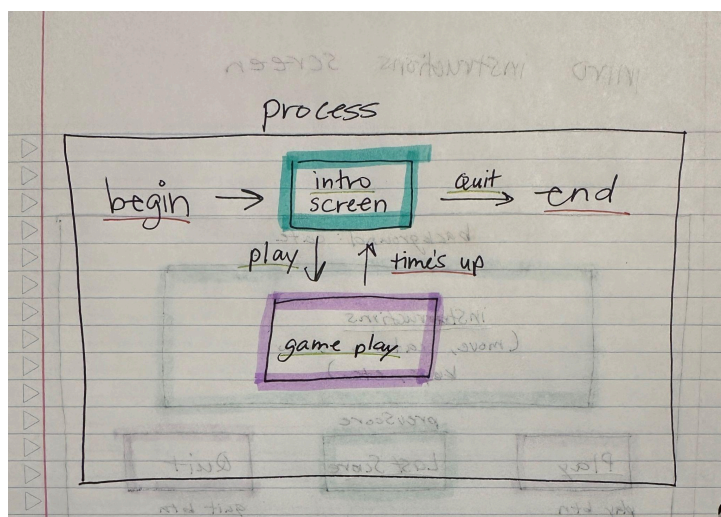 process
begin → intro screen Quit → end
play ↓ ↑ time's up
game play